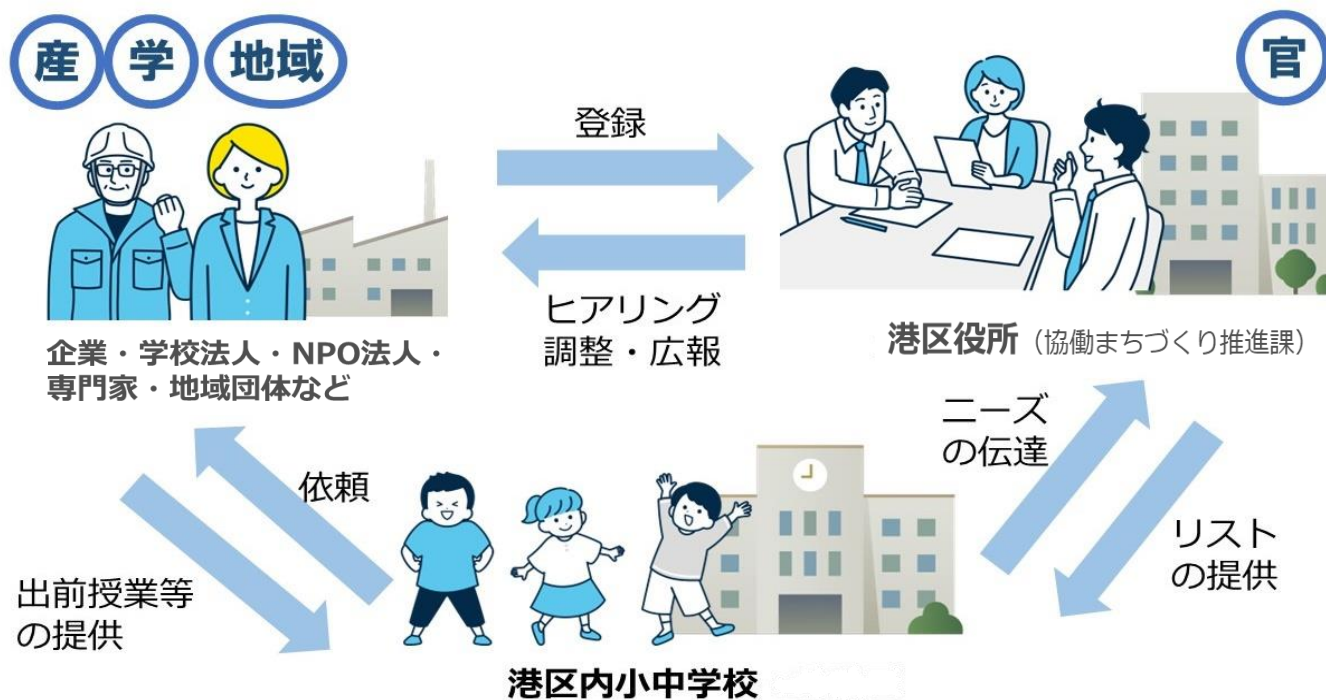 産 学 地域
官
登録
ヒアリング
調整・広報
企業・学校法人・NPO法人・
専門家・地域団体など
港区役所（協働まちづくり推進課）
ニーズ
の伝達
依頼
リスト
の提供
出前授業等
の提供
港区内小中学校